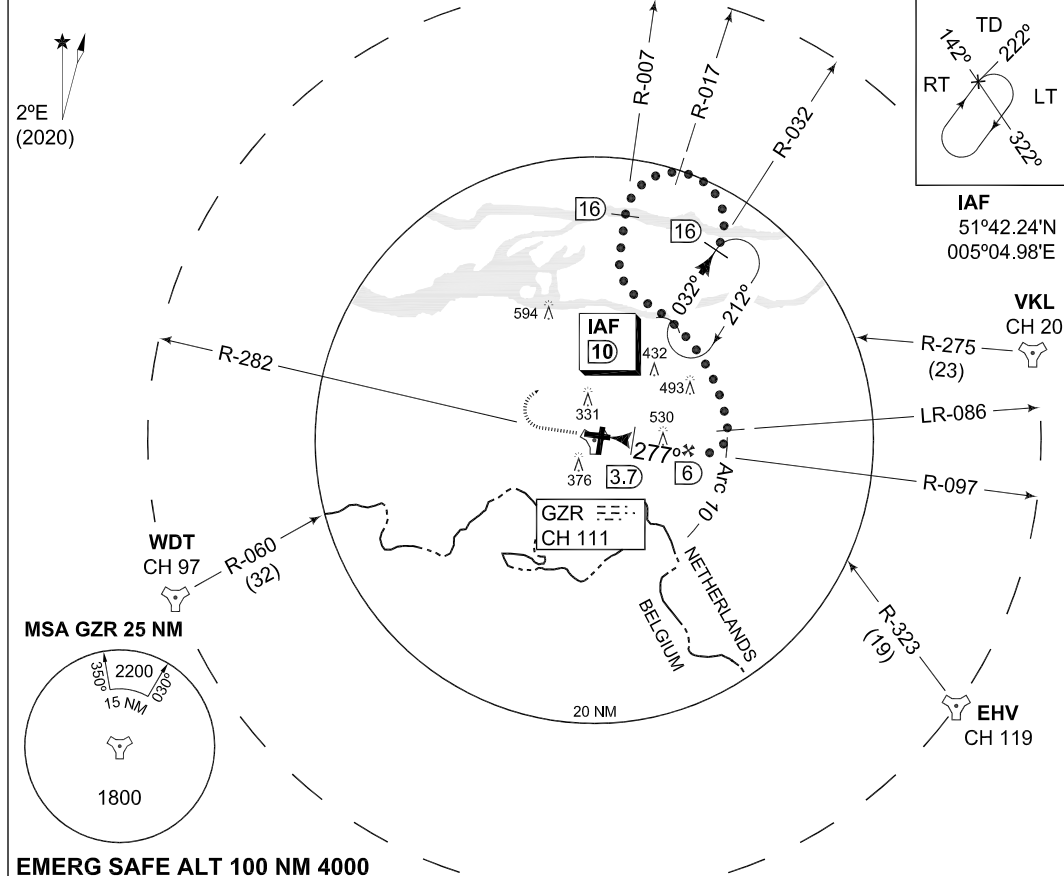 2ºE
(2020)
R-007
R-017
R-032
TD
142º
222º
RT
LT
322º
IAF
51º42.24'N
005º04.98'E
16
16
032º
212º
594
IAF
10
432
493
331
530
376
277º
3.7
6
Arc 10
R-282
VKL
CH 20
R-275
(23)
LR-086
R-097
GZR
CH 111
WDT
CH 97
R-060
(32)
NETHERLANDS
BELGIUM
R-323
(19)
EHV
CH 119
20 NM
MSA GZR 25 NM
350º
2200
030º
15 NM
1800
EMERG SAFE ALT 100 NM 4000